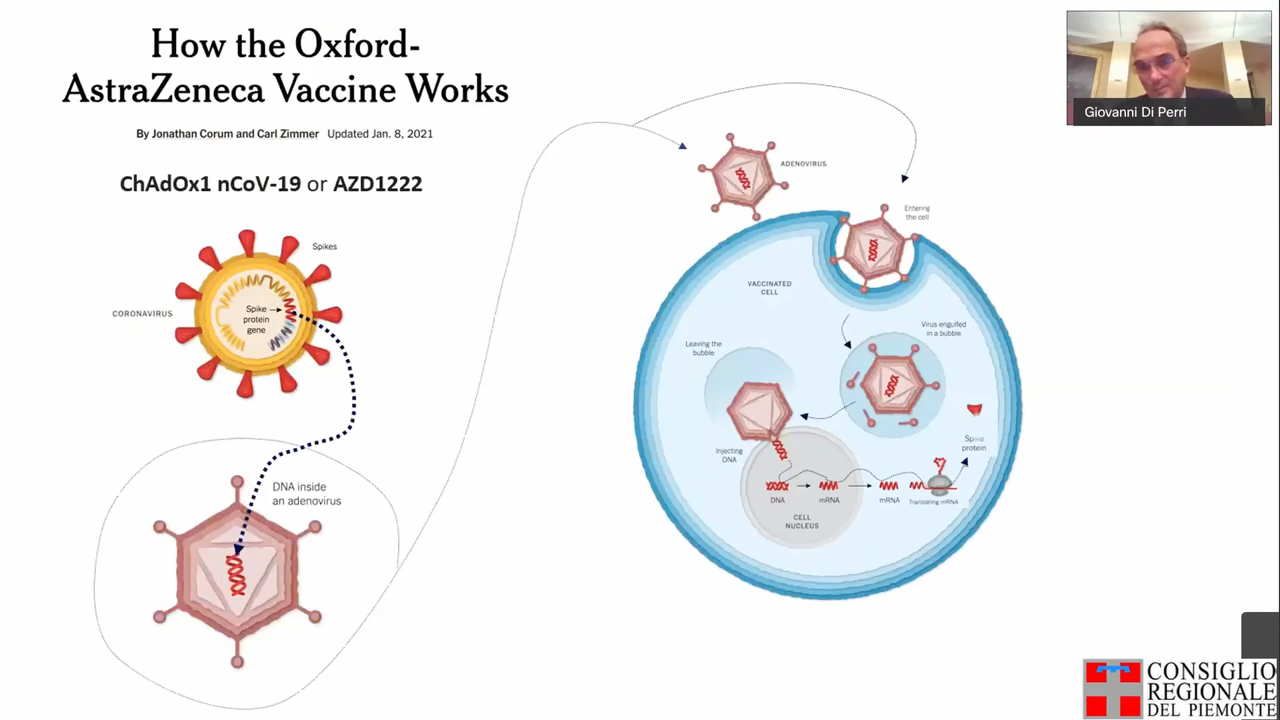 How the Oxford-
AstraZeneca Vaccine Works
By Jonathan Corum and Carl Zimmer Updated Jan. 8, 2021
ChAdOx1 nCoV-19 or AZD1222
Spikes
CORONAVIRUS
Spike
protein
gene
DNA inside
an adenovirus
ADENOVIRUS
Entering
the cell
VACCINATED
CELL
Virus engulfed
in a bubble
Leaving the
bubble
Injecting
DNA
DNA
mRNA
mRNA
Translating mRNA
Spike
protein
CELL
NUCLEUS
Giovanni Di Perri
CONSIGLIO
REGIONALE
DEL PIEMONTE